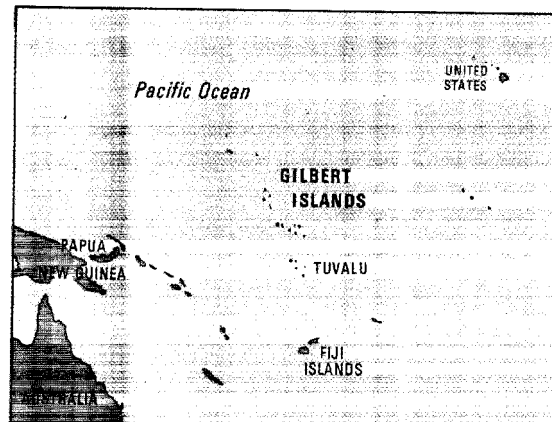 UNITED
STATES
Pacific Ocean
GILBERT
ISLANDS
PAPUA
NEW GUINEA
TUVALU
FIJI
ISLANDS
AUSTRALIA